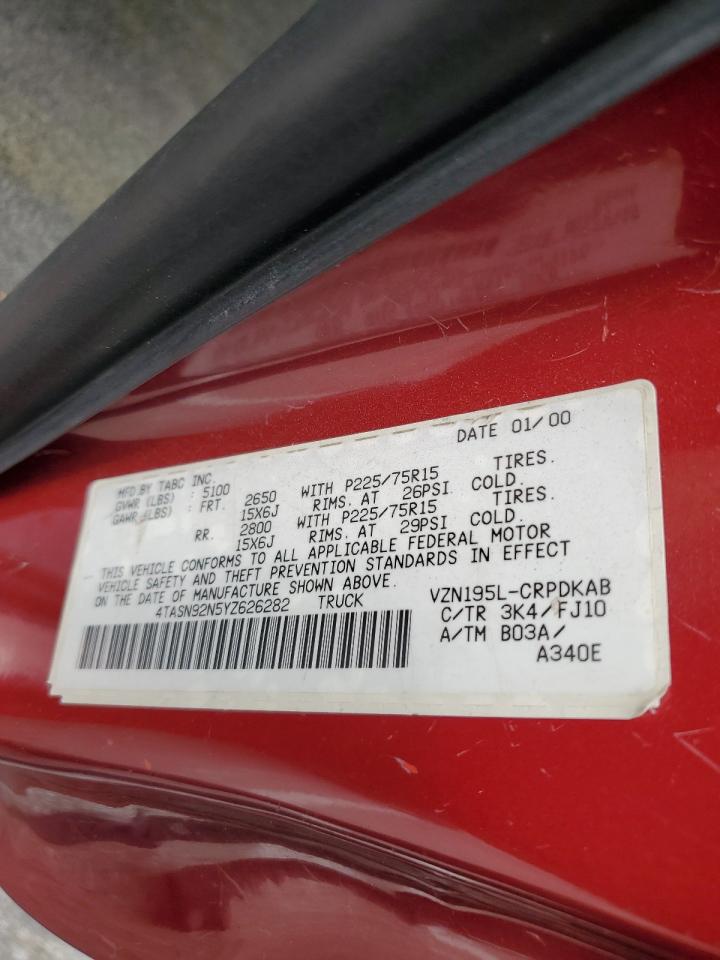 DATE 01/00
MFD.BY TABC INC.
GVWR (LBS) : 5100
GAWR (LBS) : FRT. 2650 WITH P225/75R15 TIRES.
15X6J RIMS. AT 26PSI COLD.
RR. 2800 WITH P225/75R15 TIRES.
15X6J RIMS. AT 29PSI COLD.
THIS VEHICLE CONFORMS TO ALL APPLICABLE FEDERAL MOTOR
VEHICLE SAFETY AND THEFT PREVENTION STANDARDS IN EFFECT
ON THE DATE OF MANUFACTURE SHOWN ABOVE.
4TASN92N5YZ626282 TRUCK
VZN195L-CRPDKAB
C/TR 3K4/FJ10
A/TM B03A/
A340E